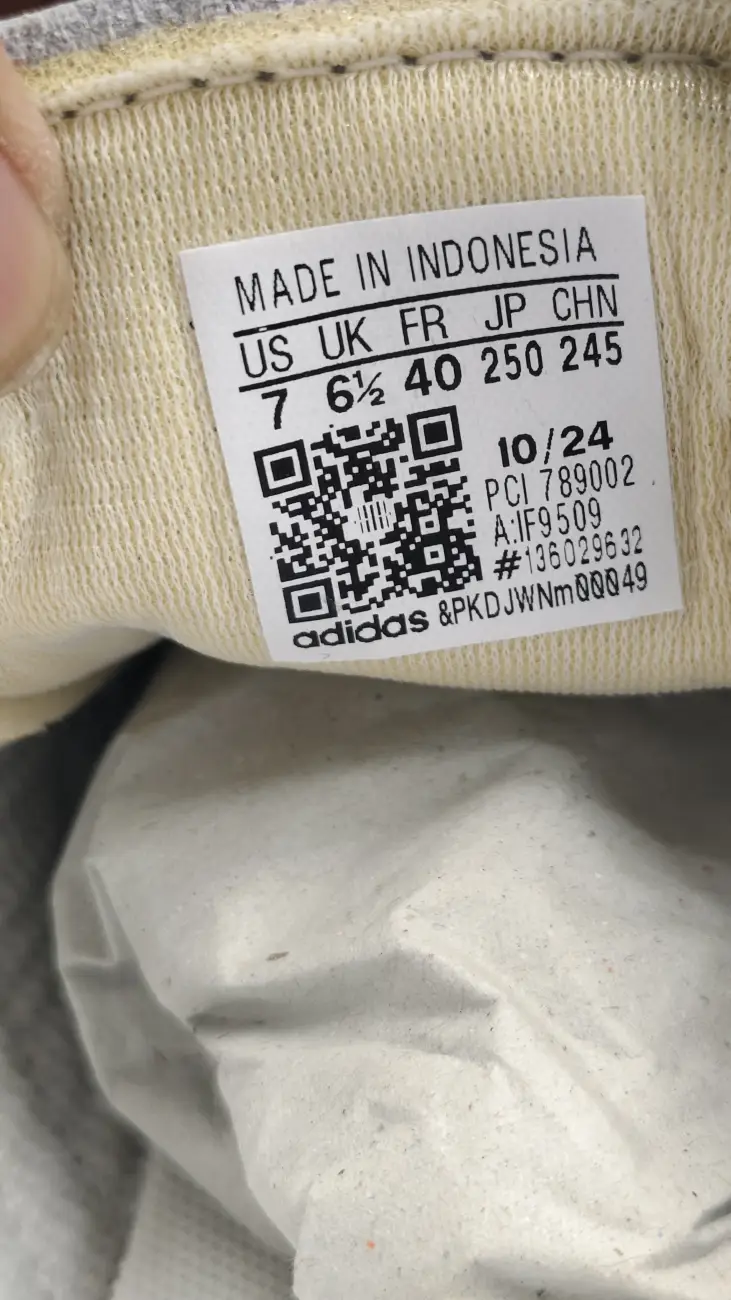 MADE IN INDONESIA
US UK FR JP CHN
7 6½ 40 250 245
10/24
PCI 789002
A:IF9509
#136029632
adidas &PKDJWNm00049